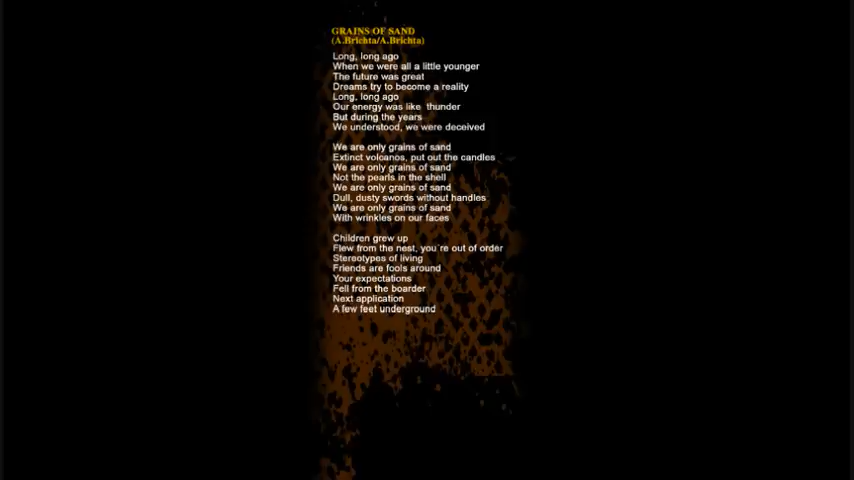 GRAINS OF SAND
(A.Brichta/A.Brichta)
Long, long ago
When we were all a little younger
The future was great
Dreams try to become a reality
Long, long ago
Our energy was like thunder
But during the years
We understood, we were deceived
We are only grains of sand
Extinct volcanos, put out the candles
We are only grains of sand
Not the pearls in the shell
We are only grains of sand
Dull, dusty swords without handles
We are only grains of sand
With wrinkles on our faces
Children grew up
Flew from the nest, you´re out of order
Stereotypes of living
Friends are fools around
Your expectations
Fell from the boarder
Next application
A few feet underground